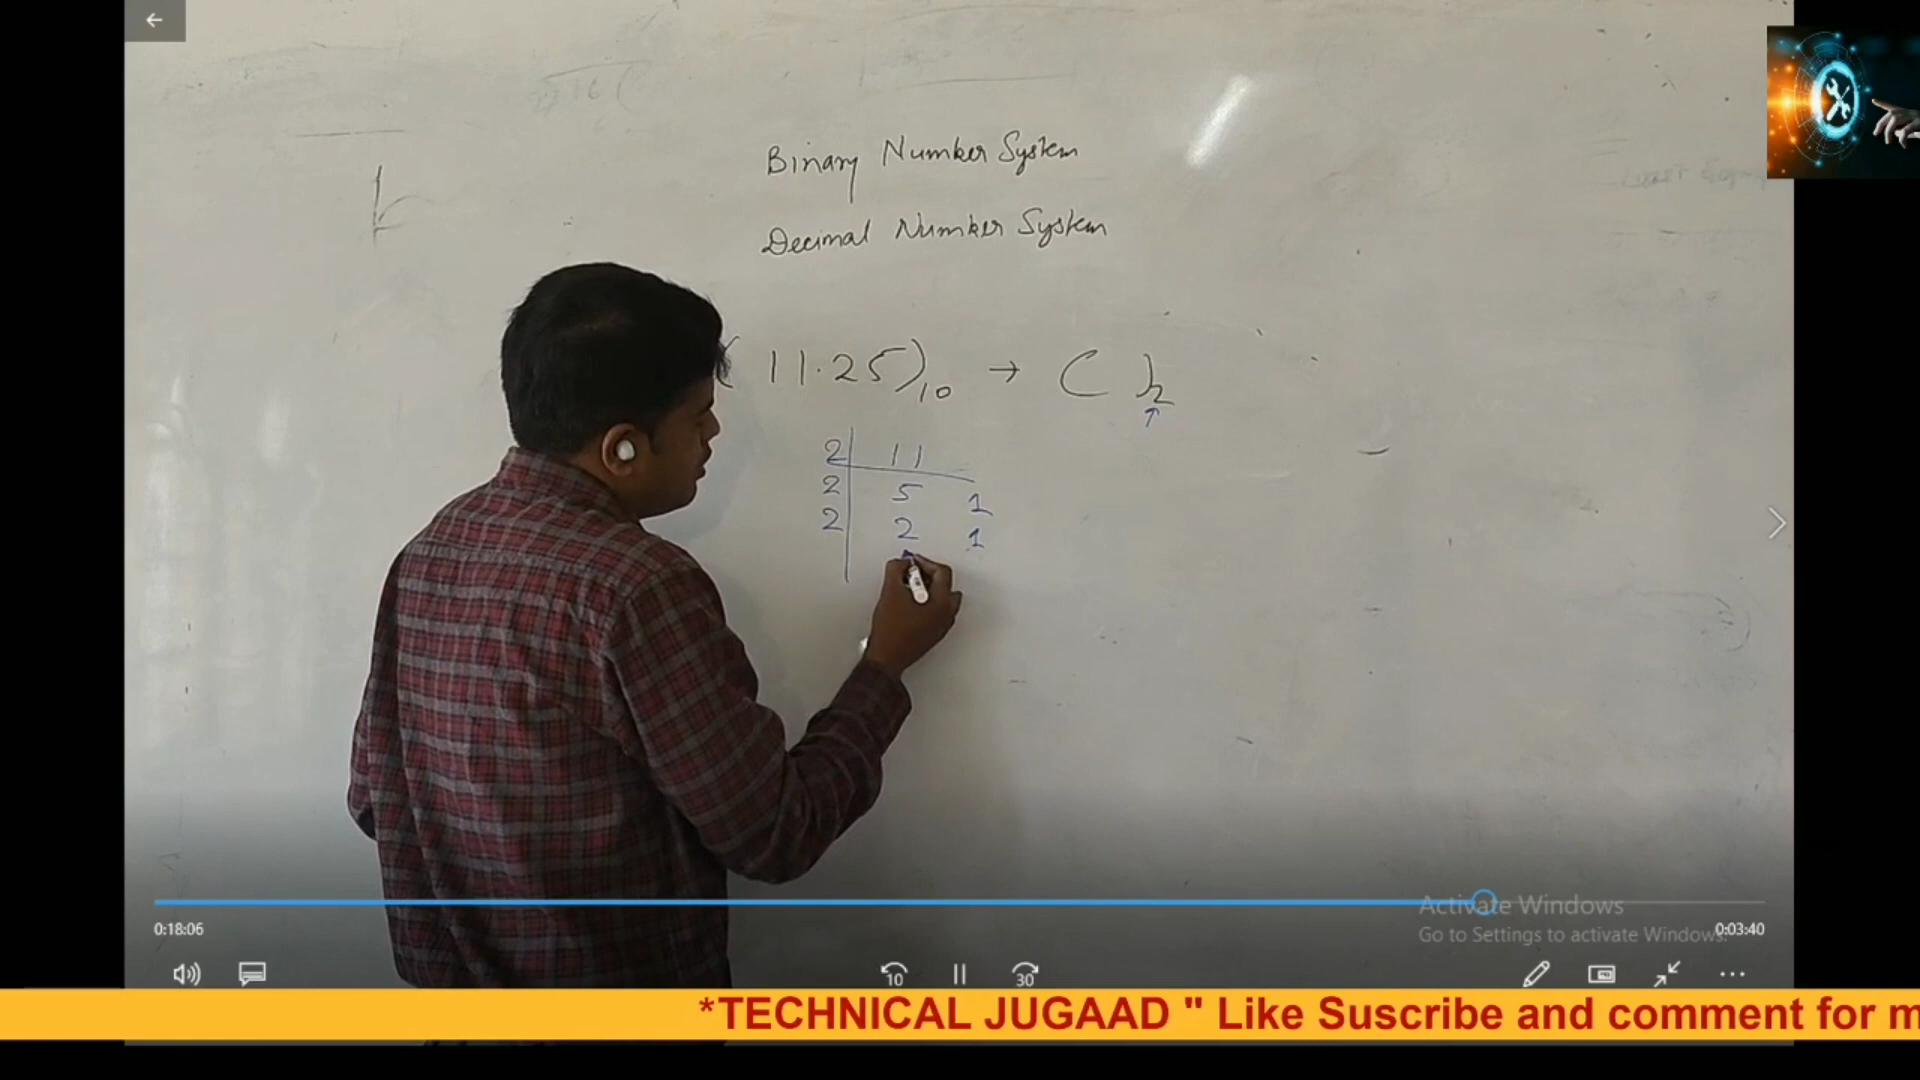 Binary Number System
Decimal Number System
(11.25)10 → ( )2
2 11
2 5 1
2 2 1
Activate Windows
Go to Settings to activate Windows.
0:18:06
0:03:40
10
30
*TECHNICAL JUGAAD " Like Suscribe and comment for m